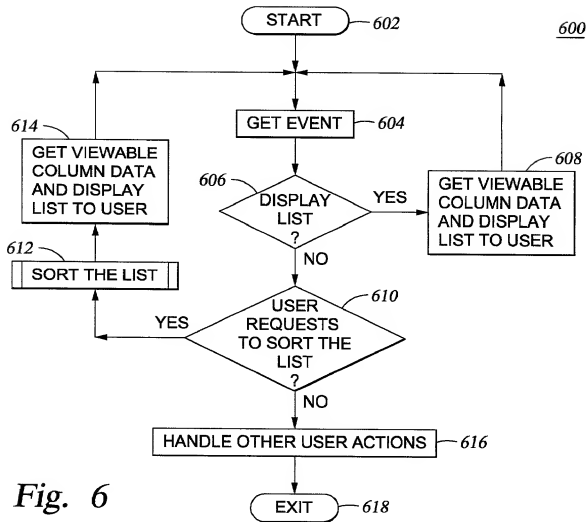 START
602
600
GET EVENT
604
614
GET VIEWABLE
COLUMN DATA
AND DISPLAY
LIST TO USER
606
DISPLAY
LIST
?
YES
608
GET VIEWABLE
COLUMN DATA
AND DISPLAY
LIST TO USER
NO
612
SORT THE LIST
610
USER
REQUESTS
TO SORT THE
LIST
?
YES
NO
HANDLE OTHER USER ACTIONS
616
EXIT
618
Fig. 6